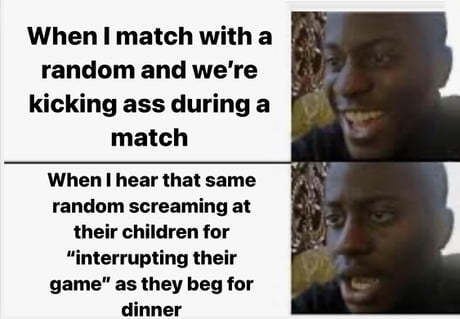 When I match with a
random and we're
kicking ass during a
match
When I hear that same
random screaming at
their children for
"interrupting their
game" as they beg for
dinner